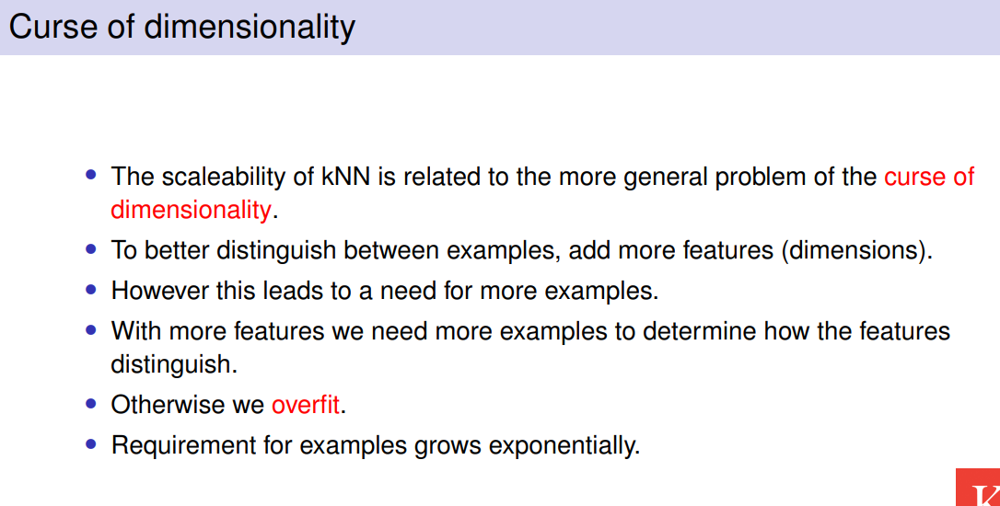 Curse of dimensionality
• The scaleability of kNN is related to the more general problem of the curse of
dimensionality.
• To better distinguish between examples, add more features (dimensions).
• However this leads to a need for more examples.
• With more features we need more examples to determine how the features
distinguish.
• Otherwise we overfit.
• Requirement for examples grows exponentially.
K